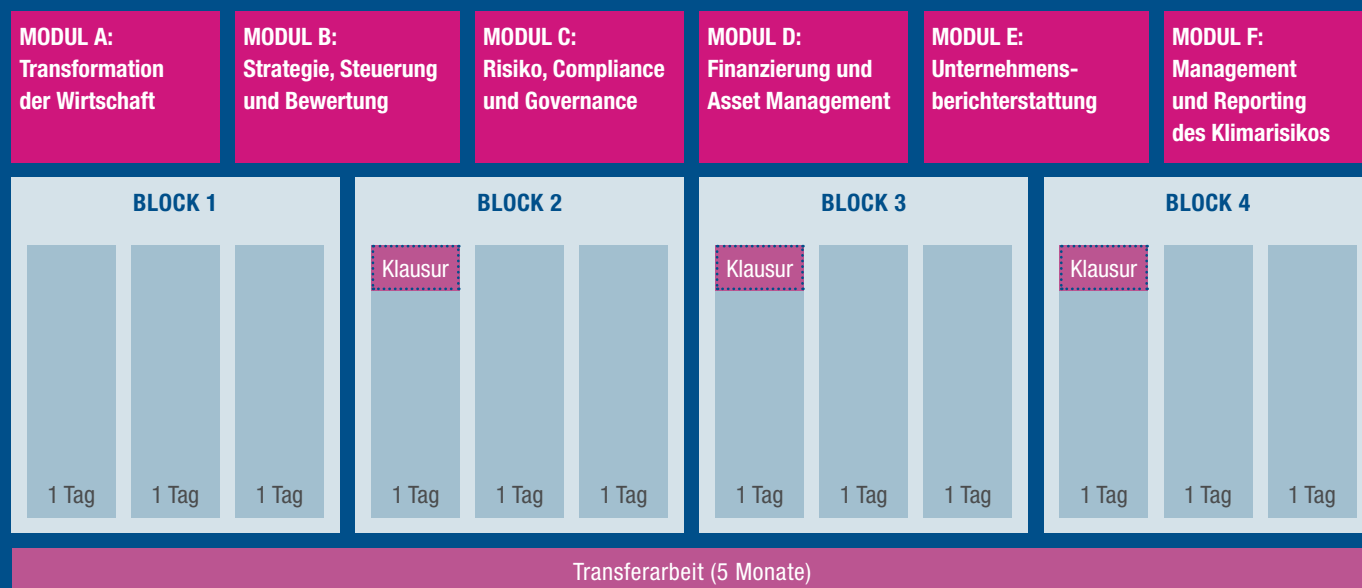 MODUL A:
Transformation
der Wirtschaft
MODUL B:
Strategie, Steuerung
und Bewertung
MODUL C:
Risiko, Compliance
und Governance
MODUL D:
Finanzierung und
Asset Management
MODUL E:
Unternehmens-
berichterstattung
MODUL F:
Management
und Reporting
des Klimarisikos
BLOCK 1
1 Tag
1 Tag
1 Tag
BLOCK 2
Klausur
1 Tag
1 Tag
1 Tag
BLOCK 3
Klausur
1 Tag
1 Tag
1 Tag
BLOCK 4
Klausur
1 Tag
1 Tag
1 Tag
Transferarbeit (5 Monate)